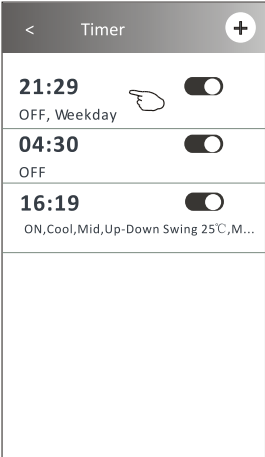 < Timer +
21:29
OFF, Weekday
04:30
OFF
16:19
ON,Cool,Mid,Up-Down Swing 25℃,M...